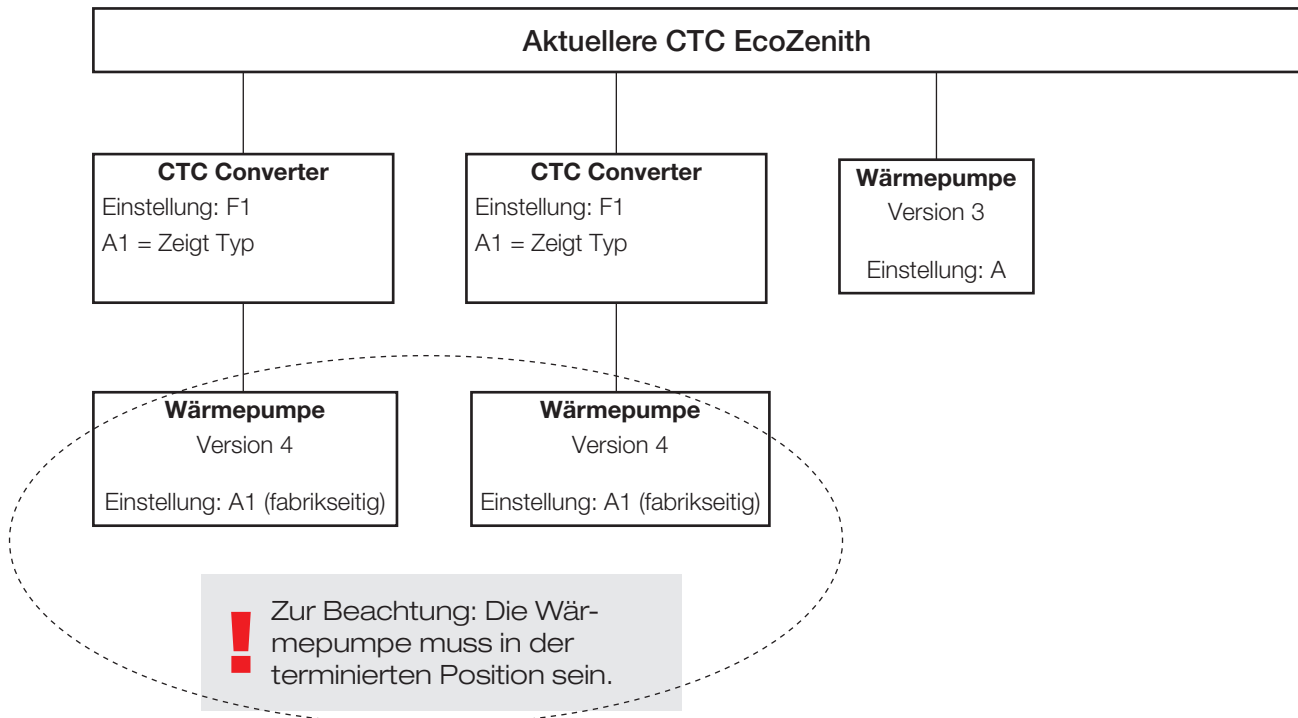 Aktuellere CTC EcoZenith
CTC Converter
Einstellung: F1
A1 = Zeigt Typ
CTC Converter
Einstellung: F1
A1 = Zeigt Typ
Wärmepumpe
Version 3
Einstellung: A
Wärmepumpe
Version 4
Einstellung: A1 (fabrikseitig)
Wärmepumpe
Version 4
Einstellung: A1 (fabrikseitig)
!
Zur Beachtung: Die Wär-
mepumpe muss in der
terminierten Position sein.